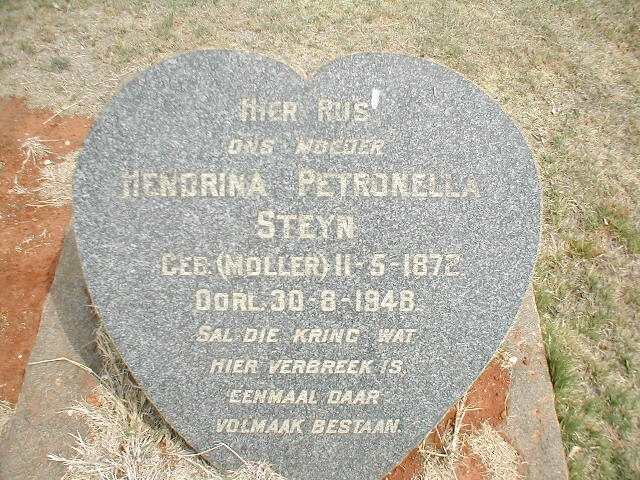 HIER RUS
ONS MOEDER
HENDRINA PETRONELLA
STEYN
GEB. (MOLLER) 11-5-1872
OORL. 30-8-1948.
SAL DIE KRING WAT
HIER VERBREEK IS,
EENMAAL DAAR
VOLMAAK BESTAAN.